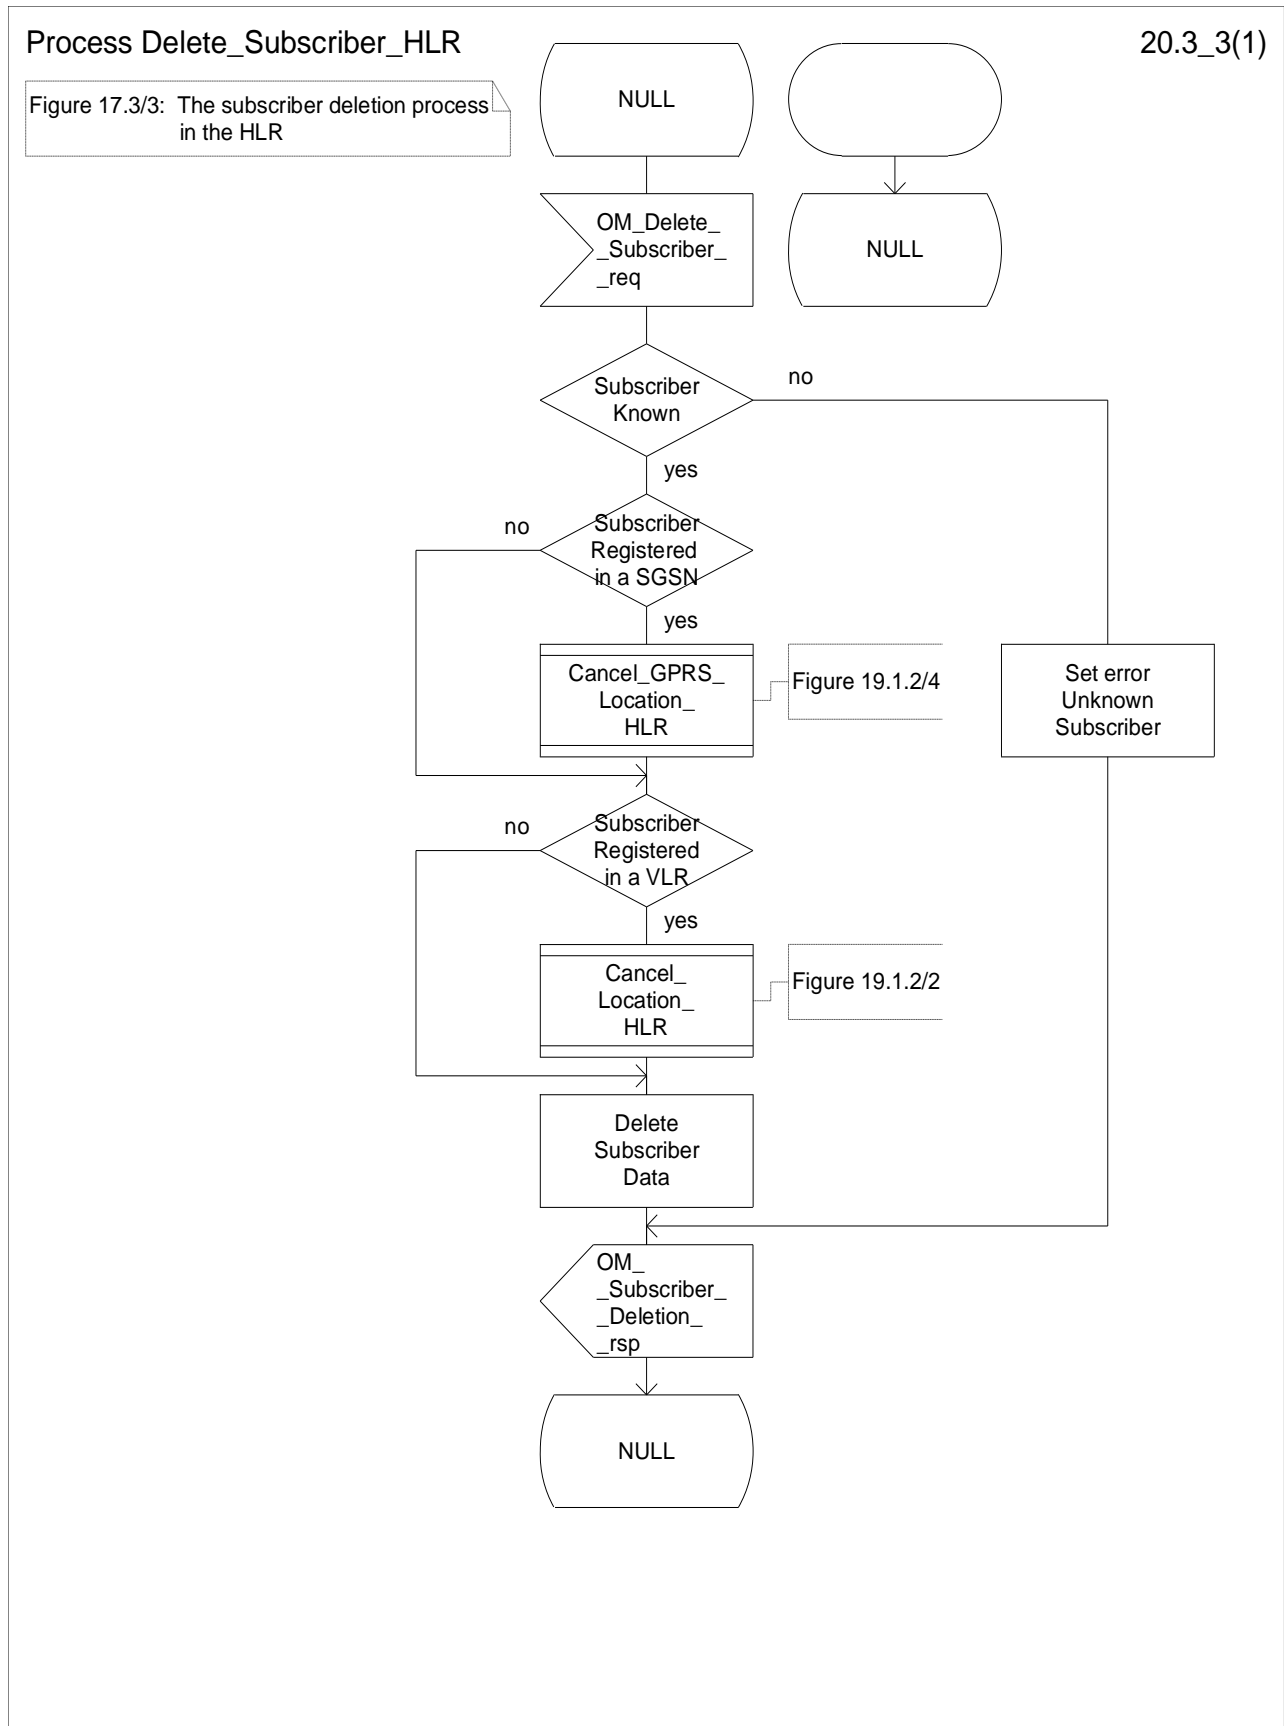 Process Delete_Subscriber_HLR
20.3_3(1)
Figure 17.3/3: The subscriber deletion process
in the HLR
NULL
OM_Delete_
_Subscriber_
_req
NULL
Subscriber
Known
no
yes
Subscriber
Registered
in a SGSN
no
yes
Cancel_GPRS_
Location_
HLR
Figure 19.1.2/4
Set error
Unknown
Subscriber
Subscriber
Registered
in a VLR
no
yes
Cancel_
Location_
HLR
Figure 19.1.2/2
Delete
Subscriber
Data
OM_
_Subscriber_
_Deletion_
_rsp
NULL